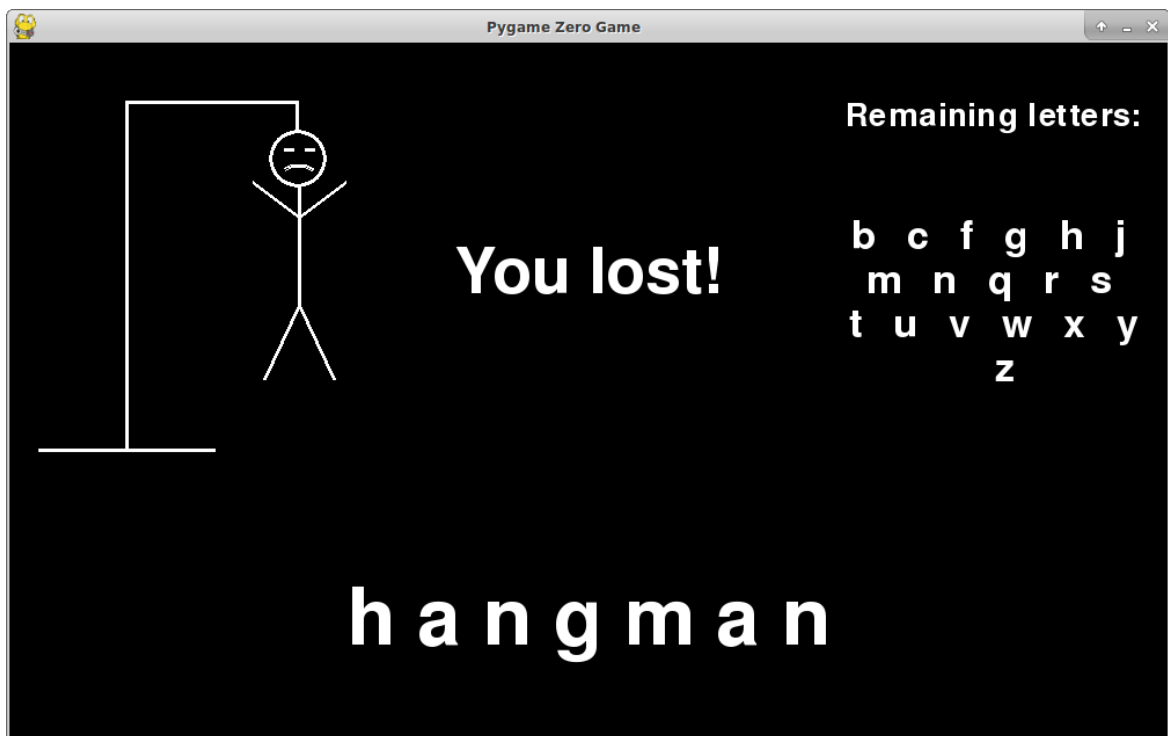 Pygame Zero Game
Remaining letters:
b c f g h j
m n q r s
t u v w x y
z
You lost!
h a n g m a n